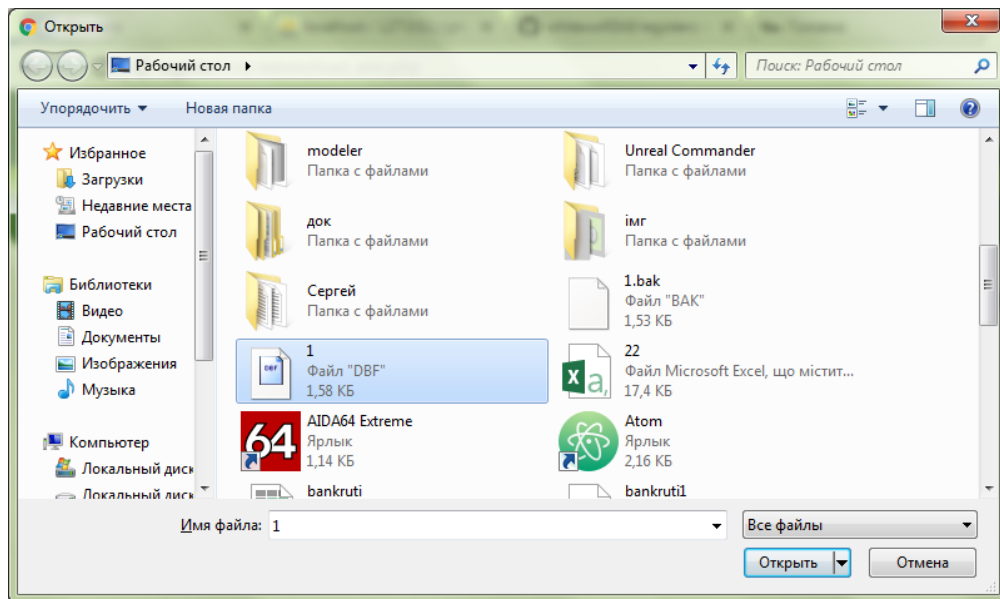 Открыть
Рабочий стол
Поиск: Рабочий стол
Упорядочить
Новая папка
Избранное
Загрузки
Недавние места
Рабочий стол
Библиотеки
Видео
Документы
Изображения
Музыка
Компьютер
Локальный диск
Локальный диск
modeler
Папка с файлами
Unreal Commander
Папка с файлами
док
Папка с файлами
імг
Папка с файлами
Сергей
Папка с файлами
1.bak
Файл "BAK"
1,53 КБ
DBF
1
Файл "DBF"
1,58 КБ
X a,
22
Файл Microsoft Excel, що містит...
17,4 КБ
64
AIDA64 Extreme
Ярлык
1,14 КБ
Atom
Ярлык
2,16 КБ
bankruti
bankruti1
Имя файла: 1
Все файлы
Открыть
Отмена